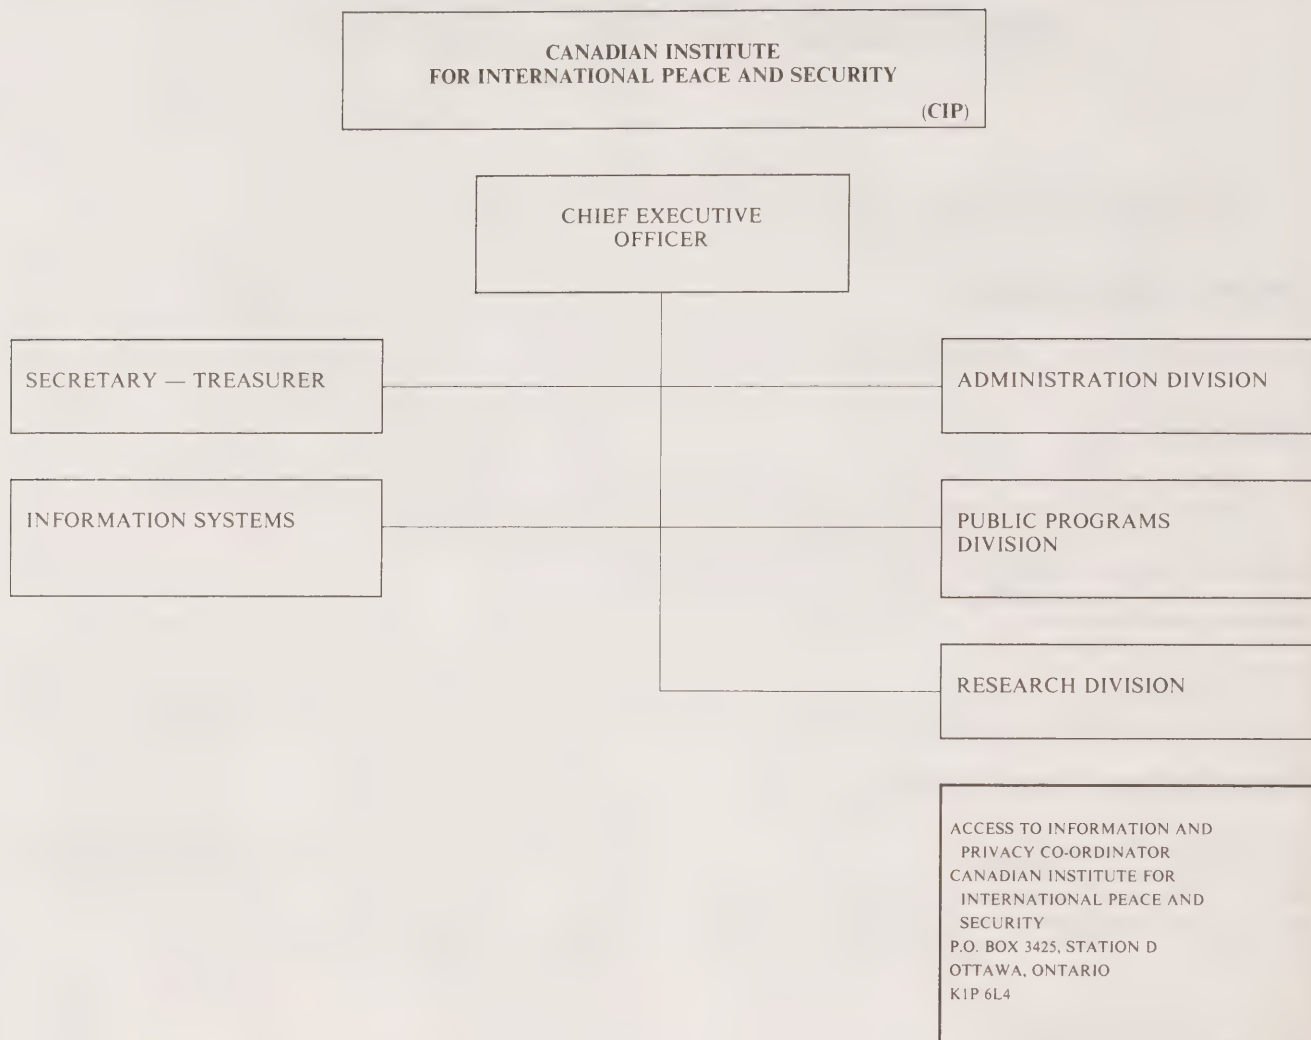 CANADIAN INSTITUTE
FOR INTERNATIONAL PEACE AND SECURITY
(CIP)
CHIEF EXECUTIVE
OFFICER
SECRETARY — TREASURER
ADMINISTRATION DIVISION
INFORMATION SYSTEMS
PUBLIC PROGRAMS
DIVISION
RESEARCH DIVISION
ACCESS TO INFORMATION AND
PRIVACY CO-ORDINATOR
CANADIAN INSTITUTE FOR
INTERNATIONAL PEACE AND
SECURITY
P.O. BOX 3425, STATION D
OTTAWA, ONTARIO
K1P 6L4